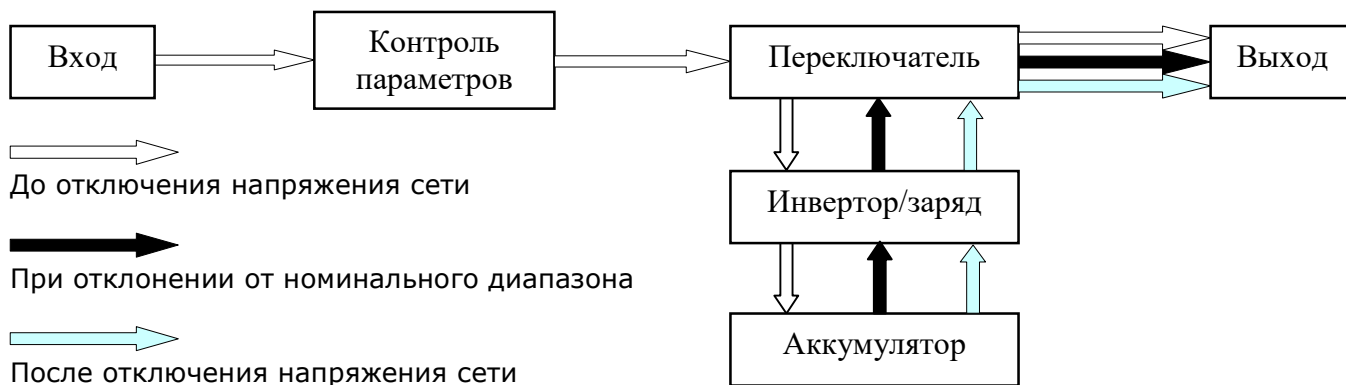 Вход
Контроль
параметров
Переключатель
Выход
До отключения напряжения сети
Инвертор/заряд
При отклонении от номинального диапазона
Аккумулятор
После отключения напряжения сети